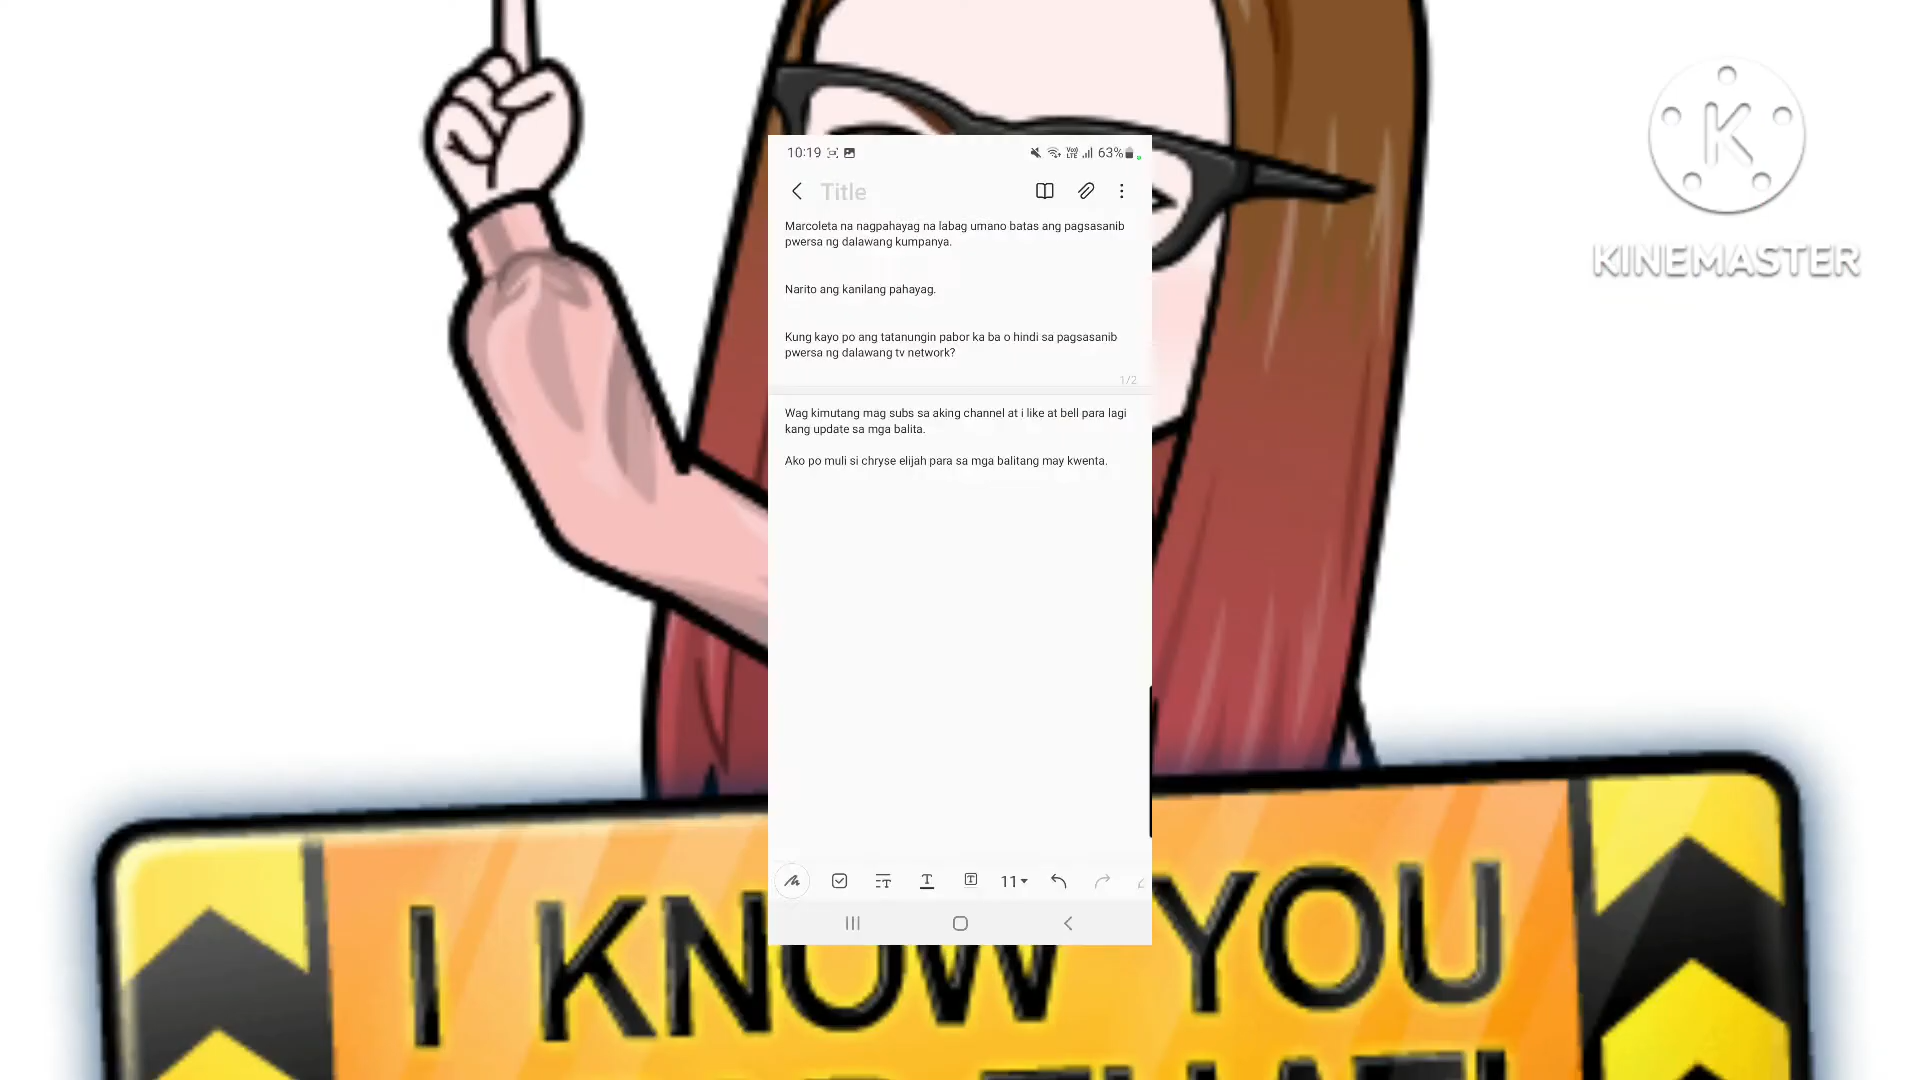 KINEMASTER
10:19 63%
Title
Marcoleta na nagpahayag na labag umano batas ang pagsasanib
pwersa ng dalawang kumpanya.
Narito ang kanilang pahayag.
Kung kayo po ang tatanungin pabor ka ba o hindi sa pagsasanib
pwersa ng dalawang tv network?
1/2
Wag kimutang mag subs sa aking channel at i like at bell para lagi
kang update sa mga balita.
Ako po muli si chryse elijah para sa mga balitang may kwenta.
11
I KNOW YOU